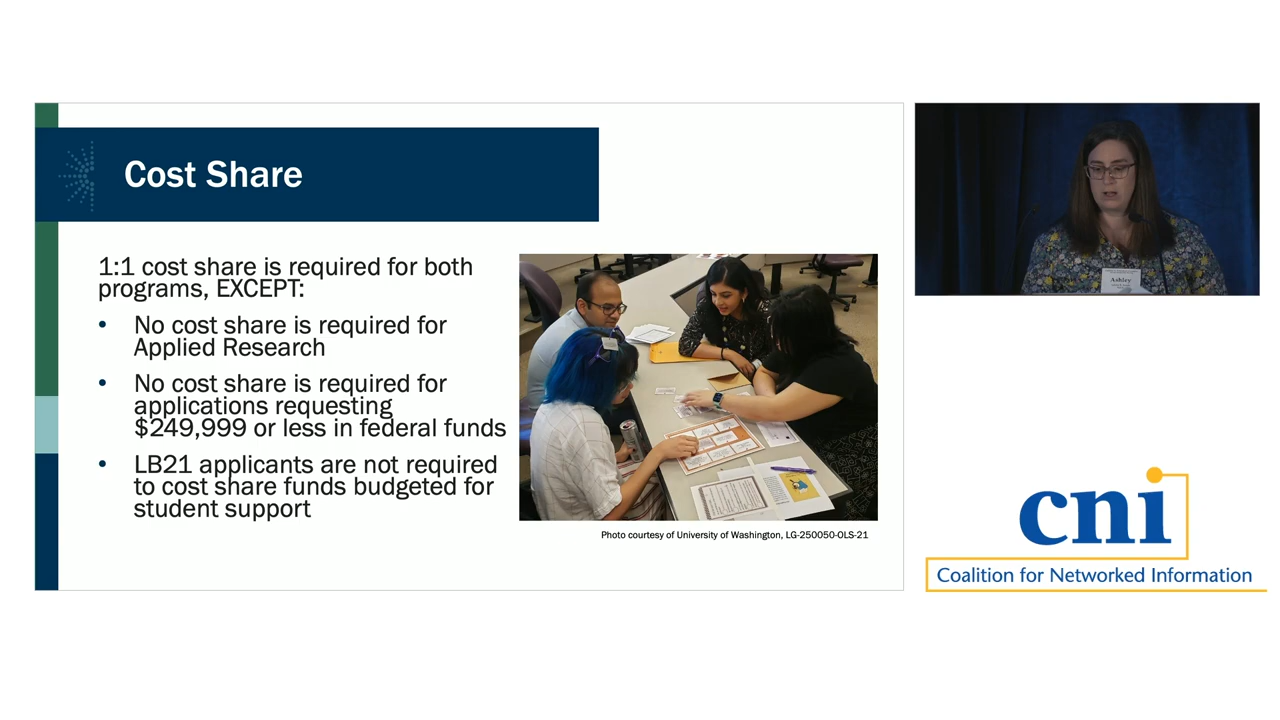 Cost Share
1:1 cost share is required for both
programs, EXCEPT:
• No cost share is required for
Applied Research
• No cost share is required for
applications requesting
$249,999 or less in federal funds
• LB21 applicants are not required
to cost share funds budgeted for
student support
Photo courtesy of University of Washington, LG-250050-OLS-21
Ashley
cni
Coalition for Networked Information